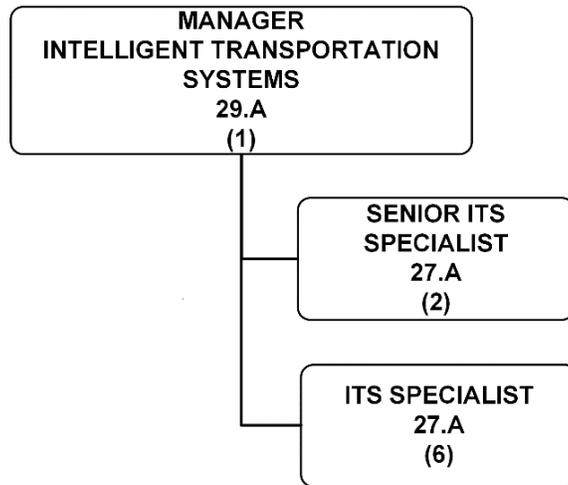 MANAGER
INTELLIGENT TRANSPORTATION
SYSTEMS
29.A
(1)
SENIOR ITS
SPECIALIST
27.A
(2)
ITS SPECIALIST
27.A
(6)